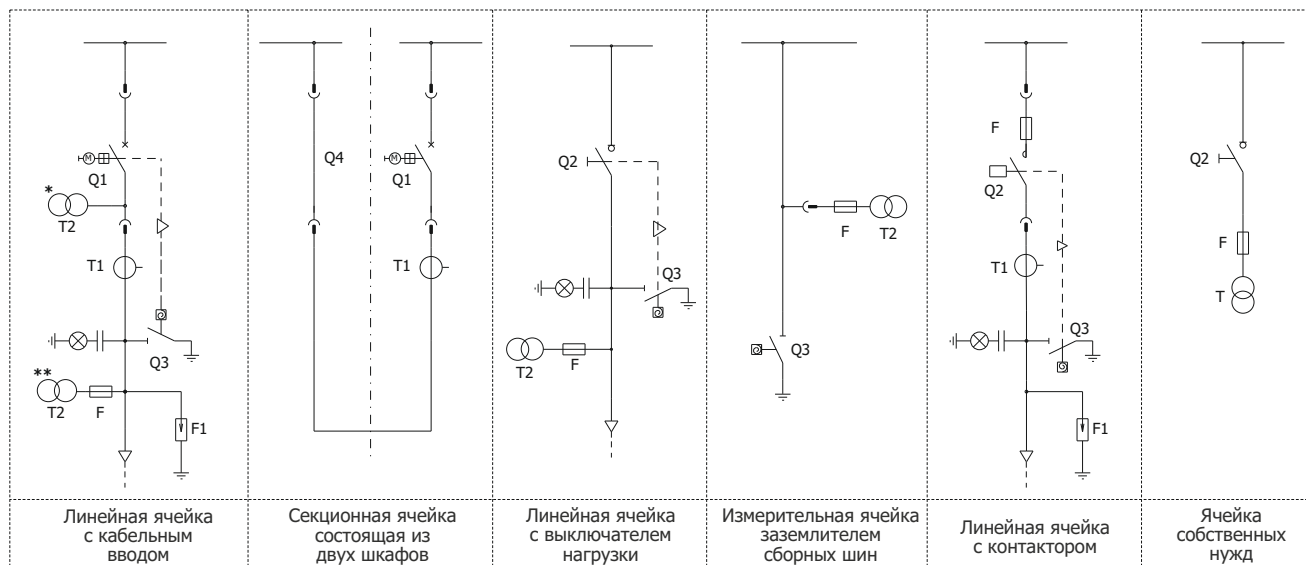 M
Q1
*
T2
T1
Q3
**
T2
F
F1
Линейная ячейка
с кабельным
вводом
Q4
M
Q1
T1
Секционная ячейка
состоящая из
двух шкафов
Q2
Q3
T2
F
Линейная ячейка
с выключателем
нагрузки
F
T2
Q3
Измерительная ячейка
заземлителем
сборных шин
F
Q2
T1
Q3
F1
Линейная ячейка
с контактором
Q2
F
T
Ячейка
собственных
нужд